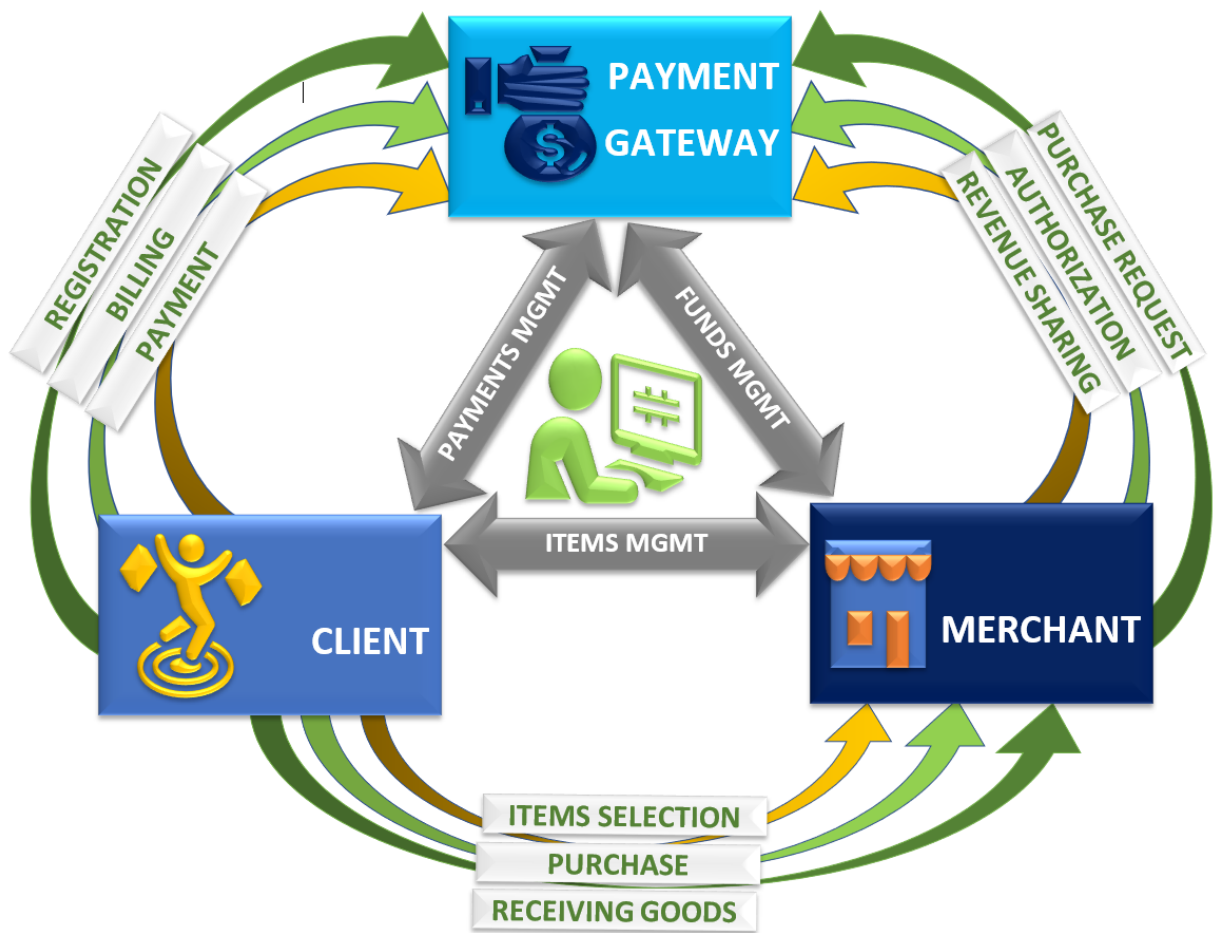 PAYMENT
GATEWAY
$
REGISTRATION
BILLING
PAYMENT
PURCHASE REQUEST
AUTHORIZATION
REVENUE SHARING
PAYMENTS MGMT
FUNDS MGMT
ITEMS MGMT
CLIENT
MERCHANT
ITEMS SELECTION
PURCHASE
RECEIVING GOODS